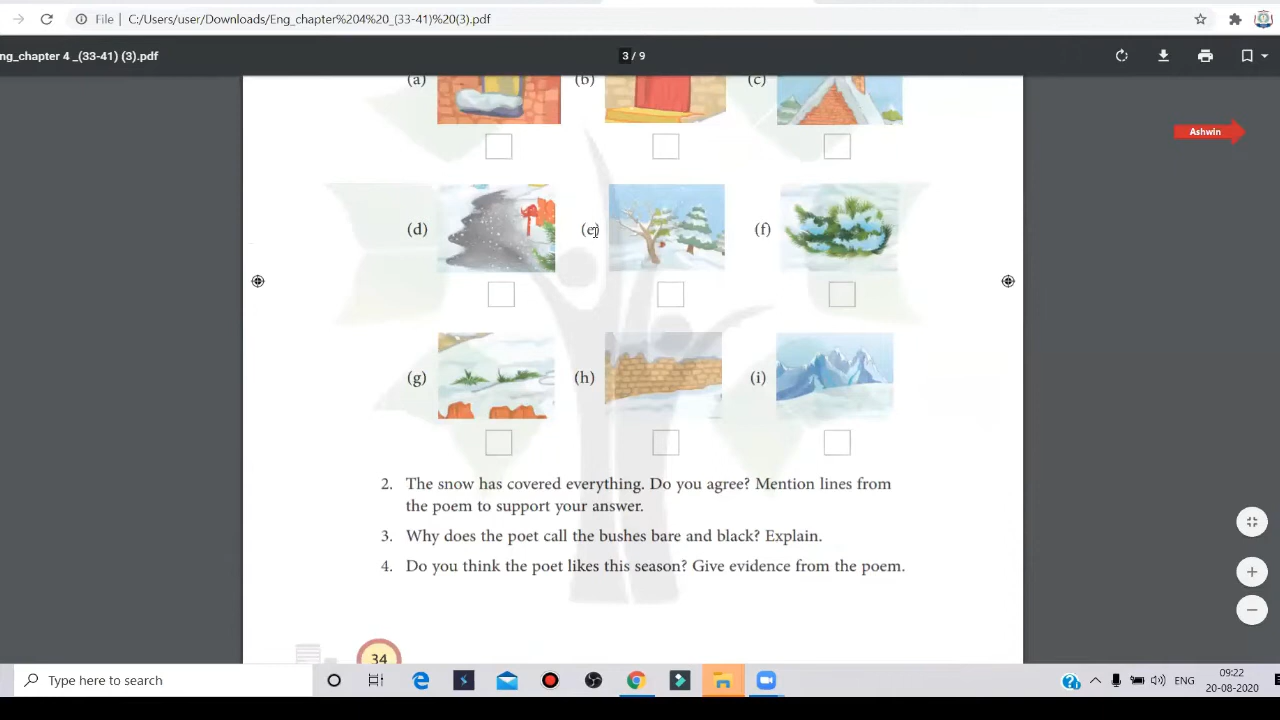 File | C:/Users/user/Downloads/Eng_chapter%204%20_(33-41)%20(3).pdf
ng_chapter 4 _(33-41) (3).pdf
3 / 9
(a) (b) (c)
Ashwin
(d) (e) (f)
(g) (h) (i)
2. The snow has covered everything. Do you agree? Mention lines from
the poem to support your answer.
3. Why does the poet call the bushes bare and black? Explain.
4. Do you think the poet likes this season? Give evidence from the poem.
34
Type here to search
ENG
09:22
20-08-2020